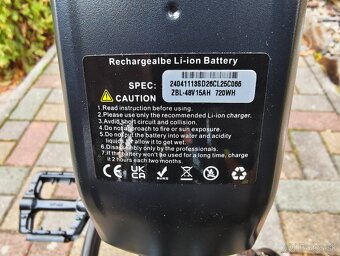 Rechargealbe Li-ion Battery
SPEC:
24041113SD26CL25C066
ZBL-48V15AH 720WH
CAUTION
1.Read instruction before using.
2.Please use only the recommended Li-ion charger.
3.Avoid short circuit and collision.
4.Do not approach to fire or sun exposure.
5.Do not put the battery into water and acidity
liquids or allow it to get wet.
6.Disassembly only by the professionals.
7.If the battery won't be used for a long time, charge
it 2 hours each two months.
CE UK CA